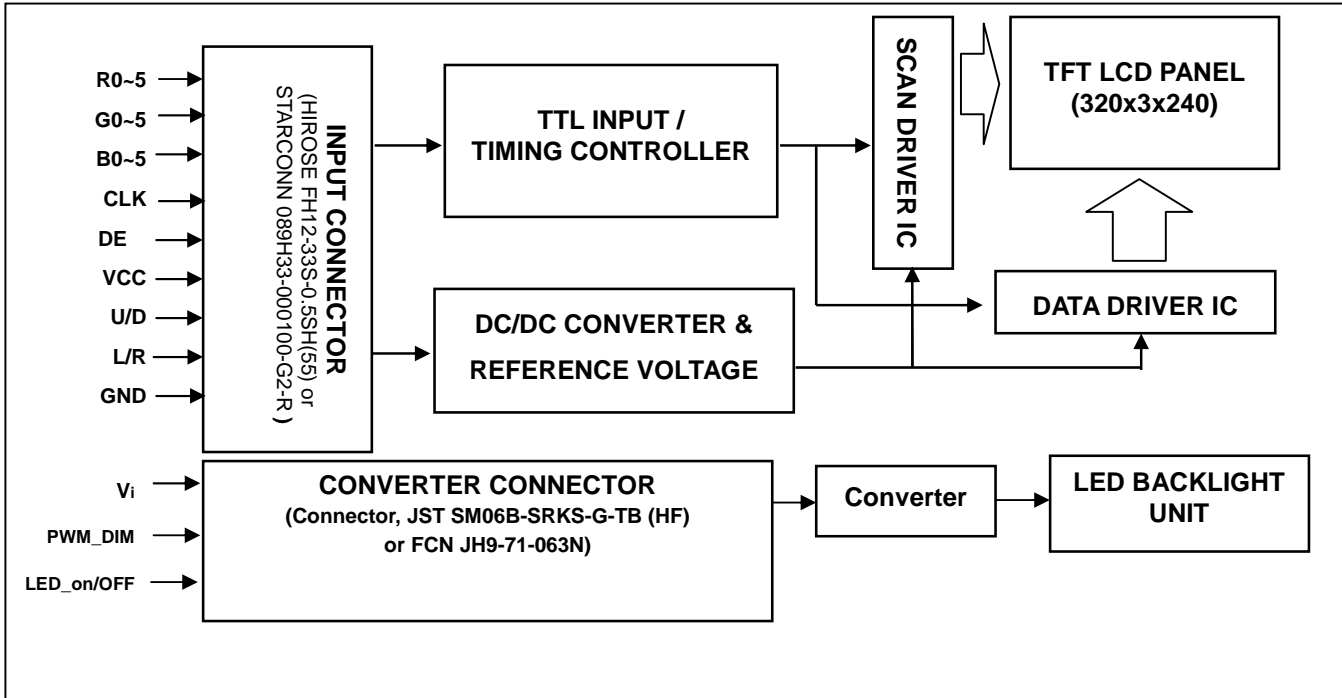 R0~5
G0~5
B0~5
CLK
DE
VCC
U/D
L/R
GND
INPUT CONNECTOR
(HIROSE FH12-33S-0.5SH(55) or
STARCONN 089H33-000100-G2-R )
TTL INPUT /
TIMING CONTROLLER
DC/DC CONVERTER &
REFERENCE VOLTAGE
SCAN DRIVER IC
TFT LCD PANEL
(320x3x240)
DATA DRIVER IC
Vi
PWM_DIM
LED_on/OFF
CONVERTER CONNECTOR
(Connector, JST SM06B-SRKS-G-TB (HF)
or FCN JH9-71-063N)
Converter
LED BACKLIGHT
UNIT